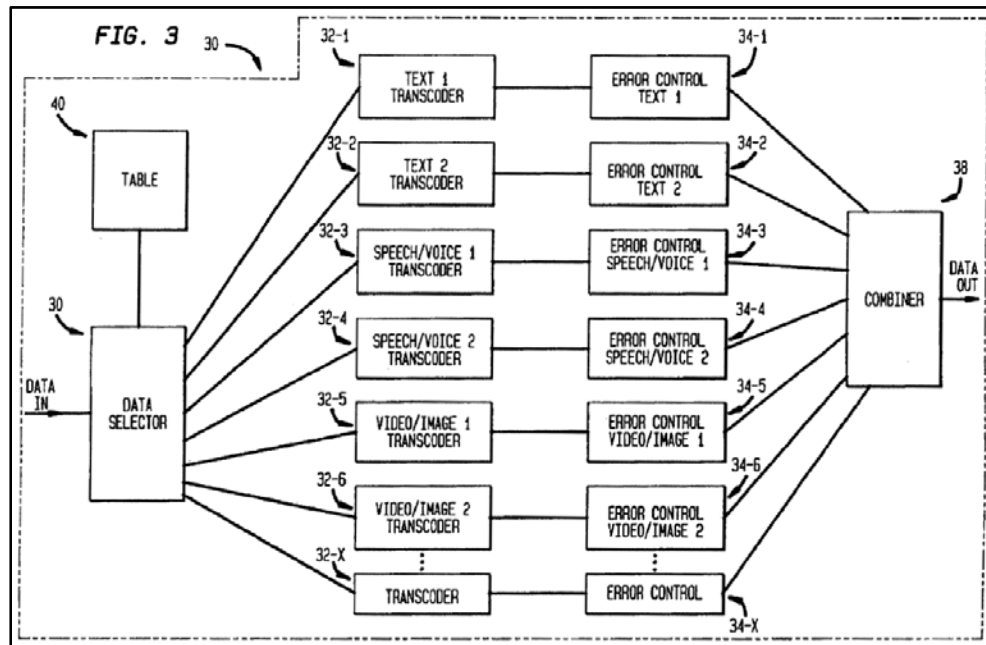 FIG. 3
30
32-1
34-1
TEXT 1
TRANSCODER
ERROR CONTROL
TEXT 1
40
TABLE
32-2
34-2
TEXT 2
TRANSCODER
ERROR CONTROL
TEXT 2
38
32-3
34-3
SPEECH/VOICE 1
TRANSCODER
ERROR CONTROL
SPEECH/VOICE 1
COMBINER
DATA
OUT
30
32-4
34-4
SPEECH/VOICE 2
TRANSCODER
ERROR CONTROL
SPEECH/VOICE 2
DATA
IN
DATA
SELECTOR
32-5
34-5
VIDEO/IMAGE 1
TRANSCODER
ERROR CONTROL
VIDEO/IMAGE 1
32-6
34-6
VIDEO/IMAGE 2
TRANSCODER
ERROR CONTROL
VIDEO/IMAGE 2
32-X
TRANSCODER
ERROR CONTROL
34-X